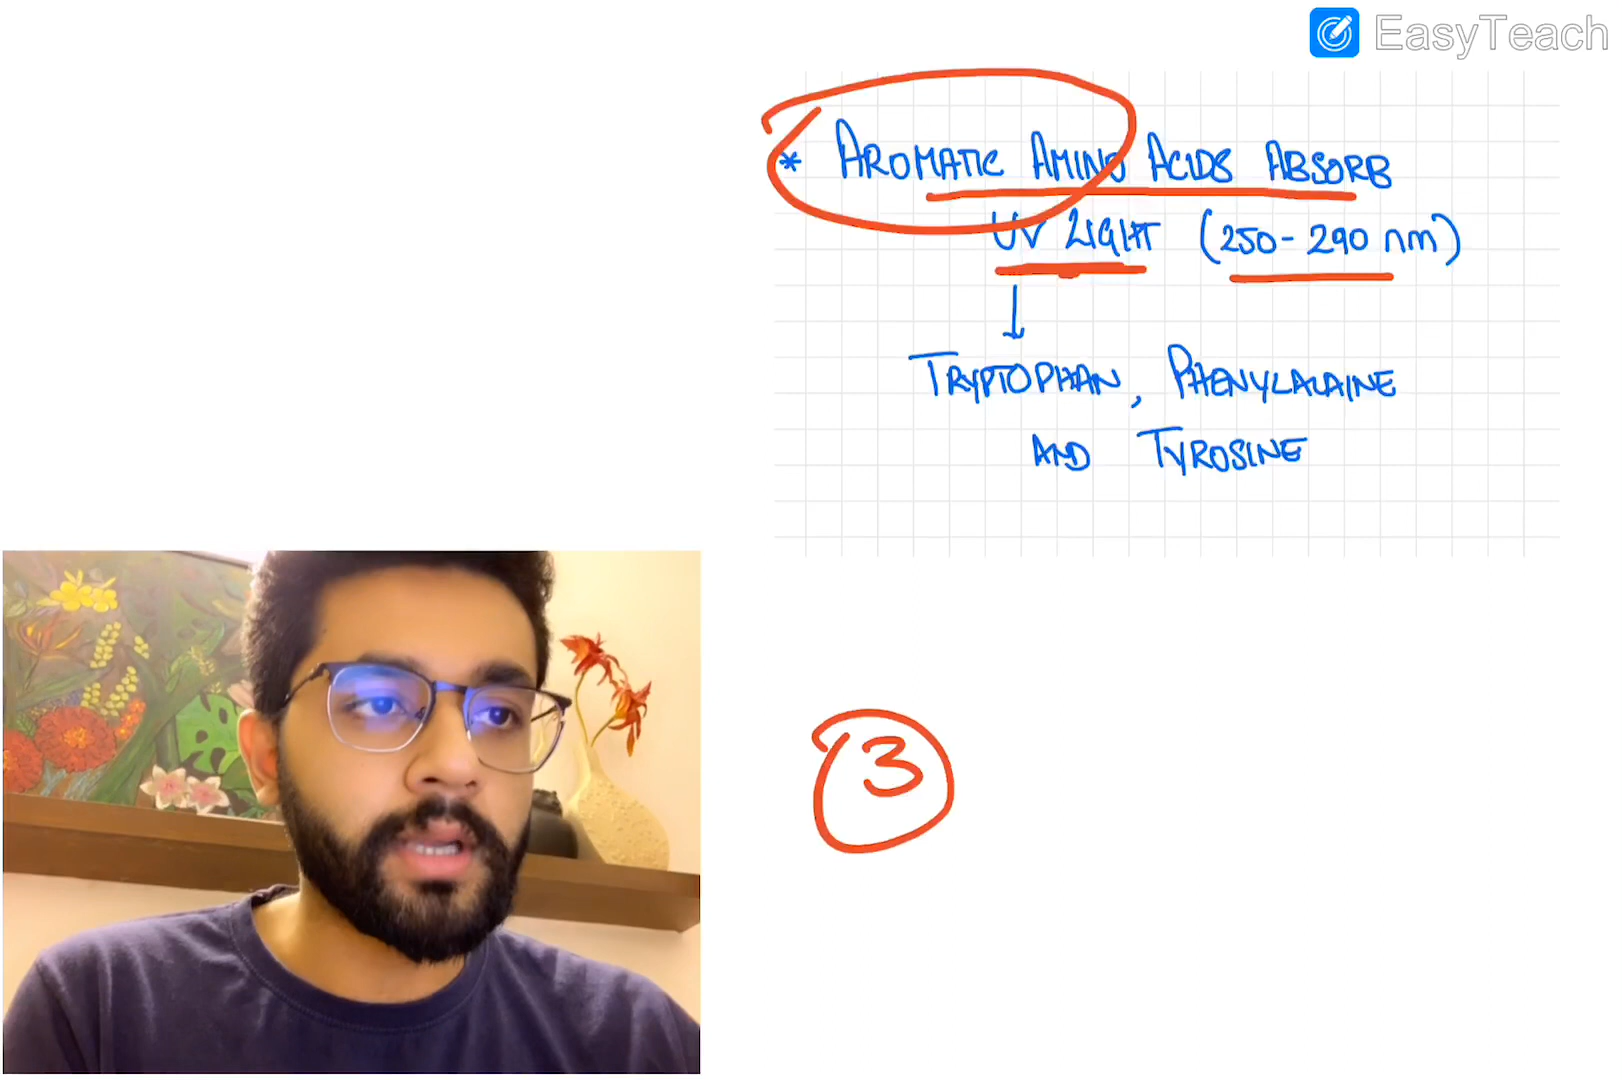 EasyTeach
* AROMATIC AMINO ACIDS ABSORB
UV LIGHT (250-290 nm)
↓
TRYPTOPHAN, PHENYLALAINE
AND TYROSINE
3